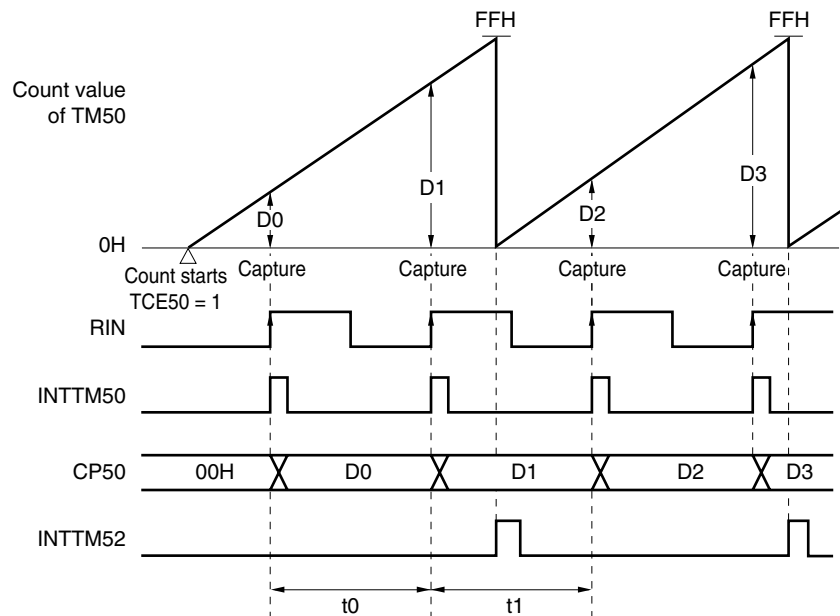 FFH FFH
Count value
of TM50
D0 D1 D2 D3
0H
Count starts
TCE50 = 1
Capture Capture Capture Capture
RIN
INTTM50
CP50 00H D0 D1 D2 D3
INTTM52
t0 t1